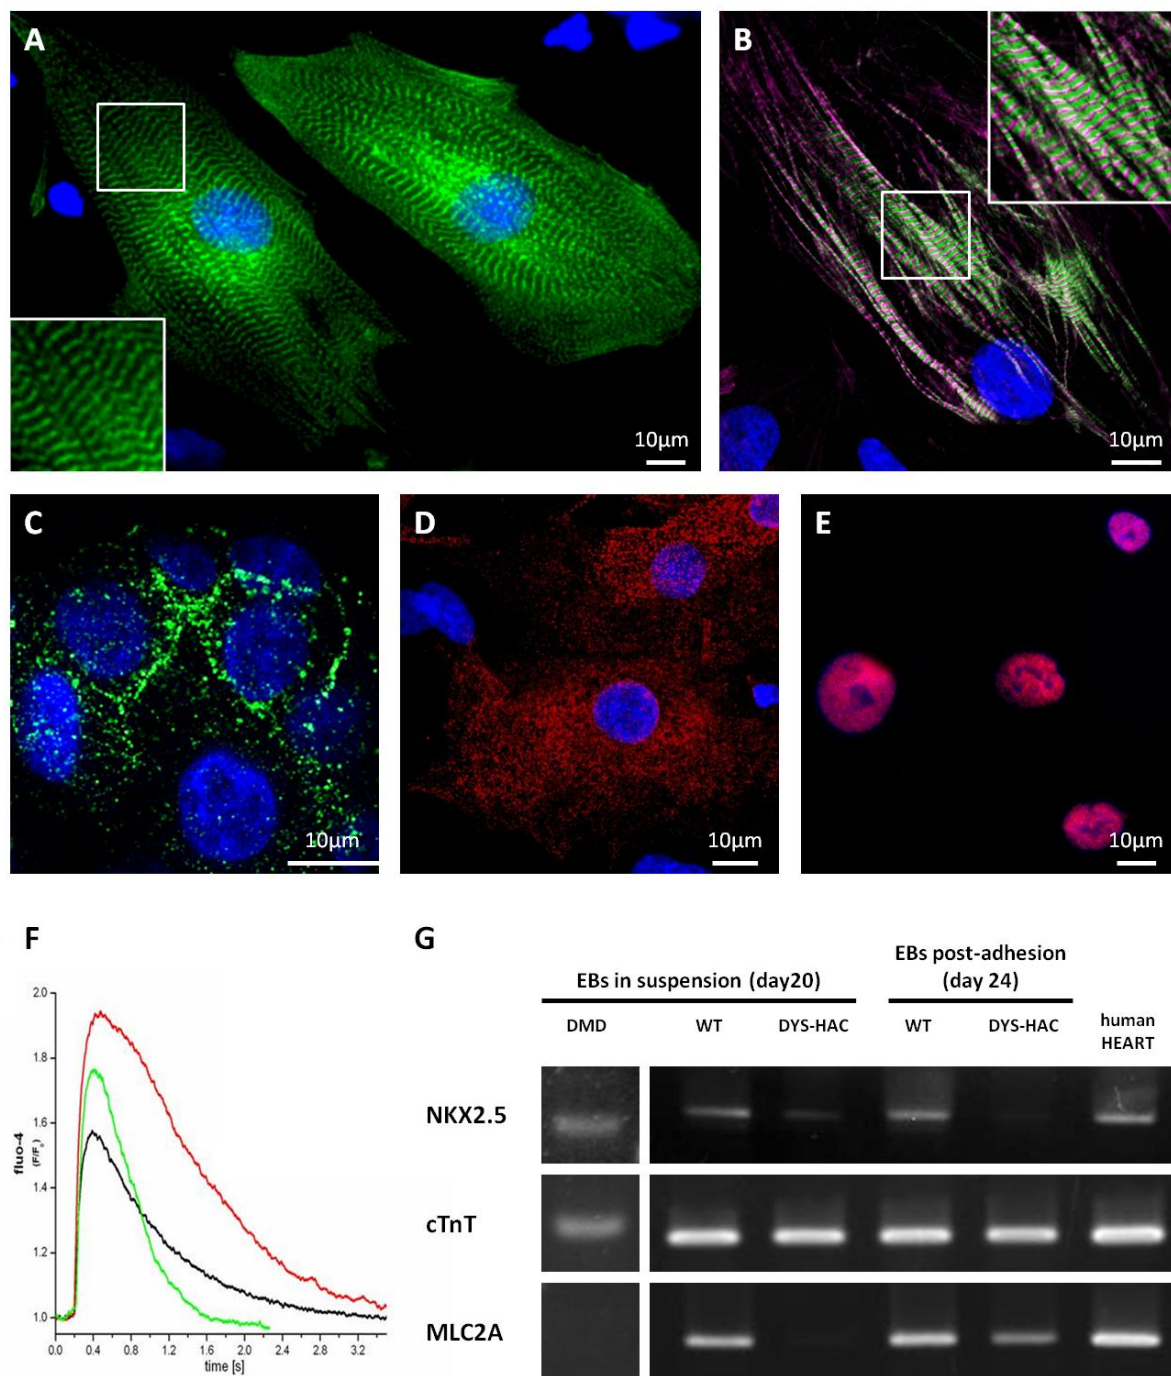 A
B
10µm
10µm
C
D
E
10µm
10µm
10µm
F
2.0
1.8
1.6
1.4
1.2
1.0
fluo-4
(F/F₀)
0.0 0.4 0.8 1.2 1.6 2.0 2.4 2.8 3.2
time [s]
G
EBs in suspension (day20)
EBs post-adhesion
(day 24)
DMD WT DYS-HAC WT DYS-HAC human
HEART
NKX2.5
cTnT
MLC2A